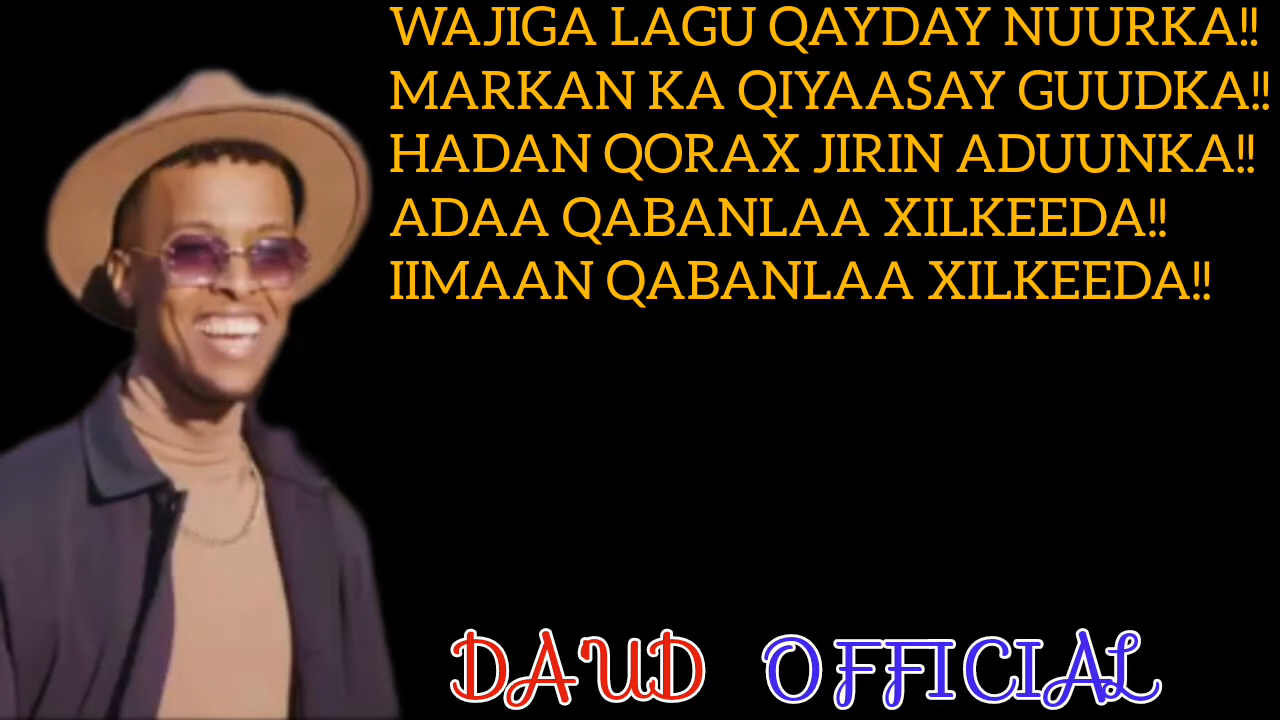 WAJIGA LAGU QAYDAY NUURKA!!
MARKAN KA QIYAASAY GUUDKA!!
HADAN QORAX JIRIN ADUUNKA!!
ADAA QABANLAA XILKEEDA!!
IIMAAN QABANLAA XILKEEDA!!
DAUD OFFICIAL